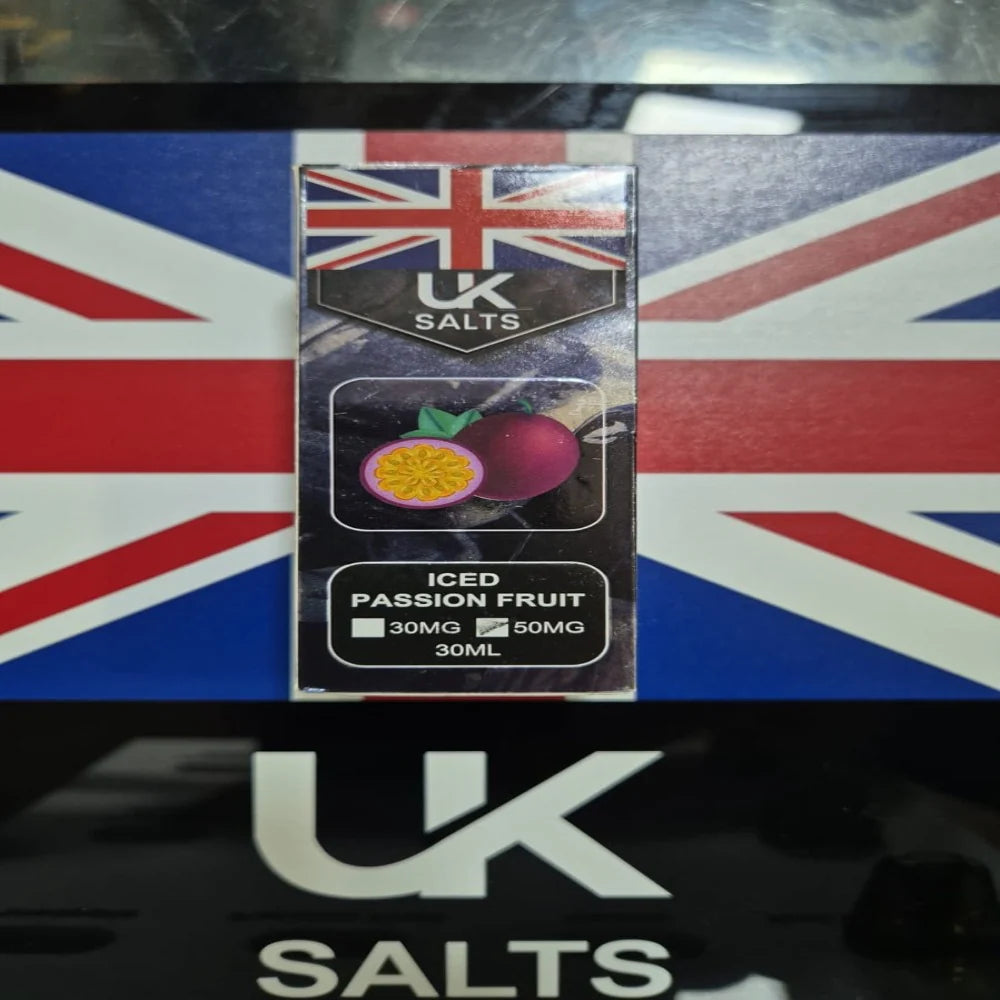 UK
SALTS
ICED
PASSION FRUIT
30MG 50MG
30ML
UK
SALTS